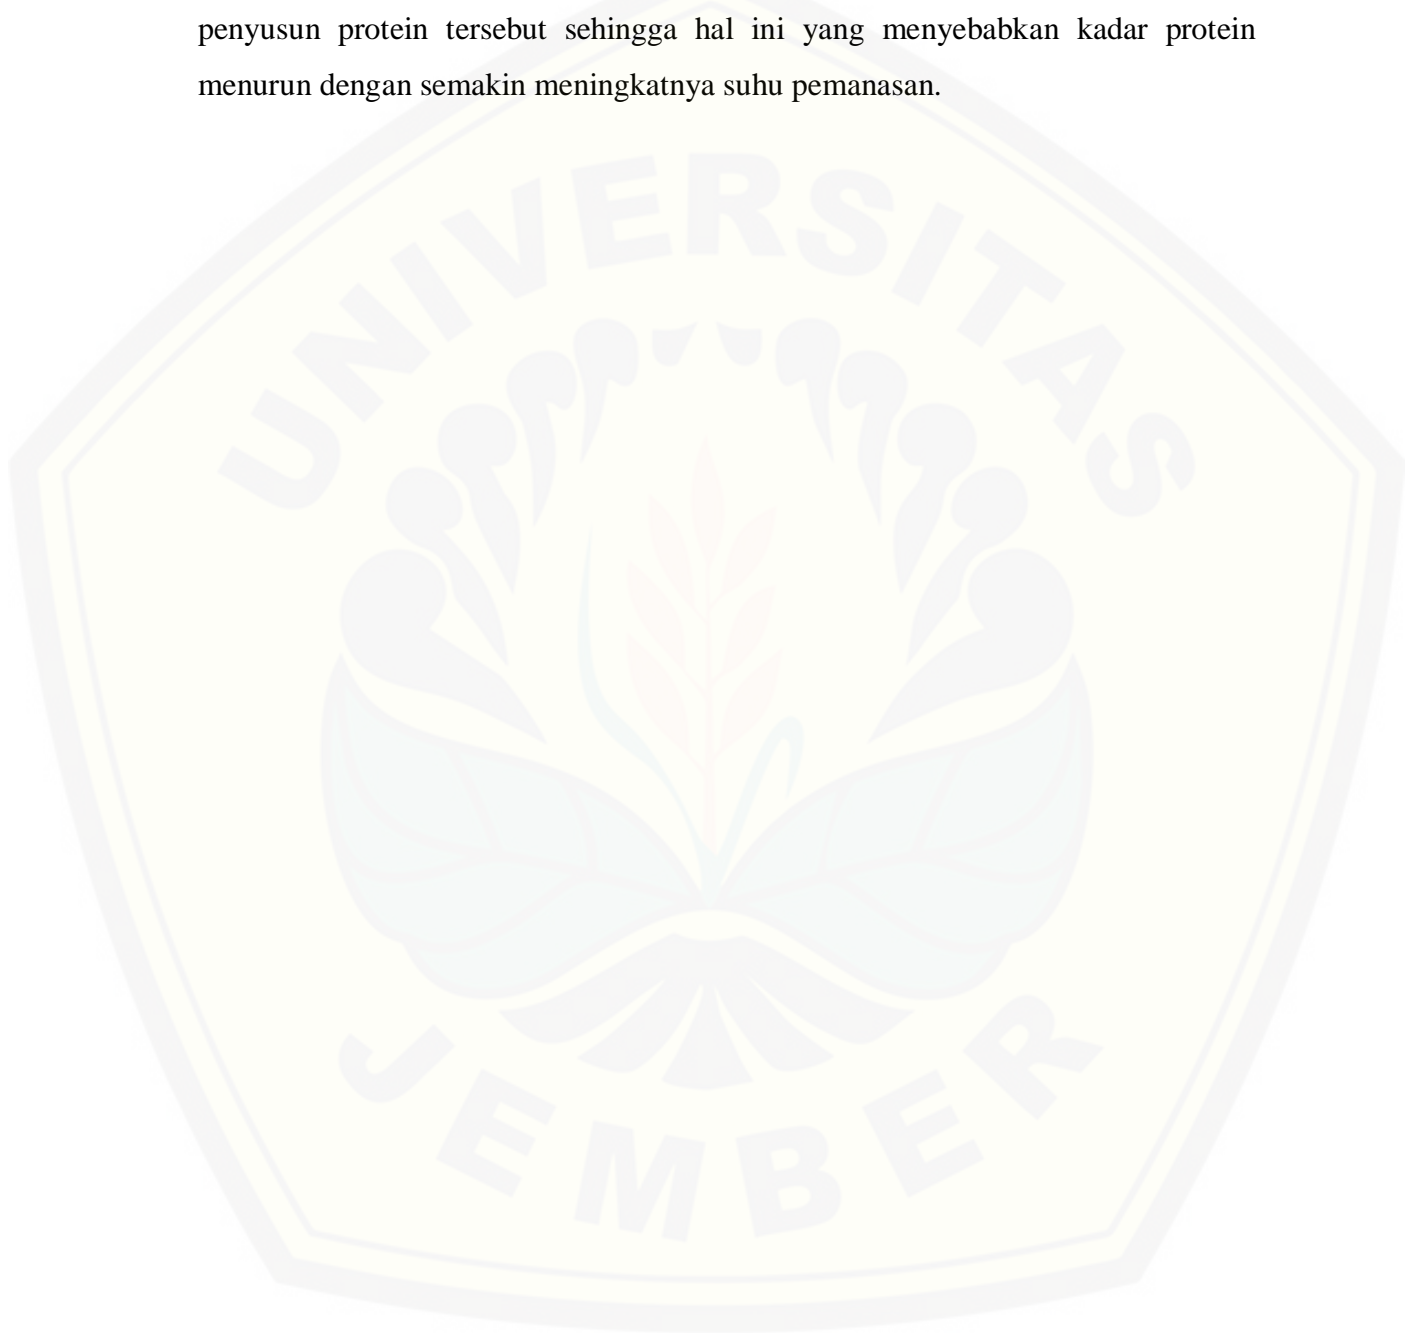 penyusun protein tersebut sehingga hal ini yang menyebabkan kadar protein
menurun dengan semakin meningkatnya suhu pemanasan.
UNIVERSITAS
JEMBER